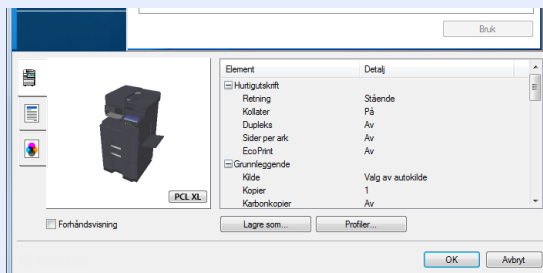 Bruk
Element Detalj
Hurtigutskrift
Retning Stående
Kollater På
Dupleks Av
Sider per ark Av
EcoPrint Av
Grunnleggende
Kilde Valg av autokilde
Kopier 1
Karbonkopier Av
PCL XL
Forhåndsvisning Lagre som... Profiler...
OK Avbryt